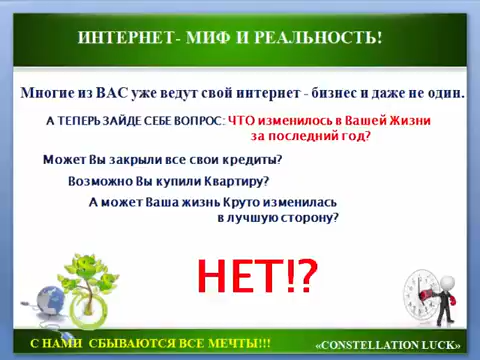 ИНТЕРНЕТ- МИФ И РЕАЛЬНОСТЬ!
Многие из ВАС уже ведут свой интернет - бизнес и даже не один.
А ТЕПЕРЬ ЗАЙДЕ СЕБЕ ВОПРОС: ЧТО изменилось в Вашей Жизни
за последний год?
Может Вы закрыли все свои кредиты?
Возможно Вы купили Квартиру?
А может Ваша жизнь Круто изменилась
в лучшую сторону?
НЕТ!?
С НАМИ СБЫВАЮТСЯ ВСЕ МЕЧТЫ!!!
«CONSTELLATION LUCK»